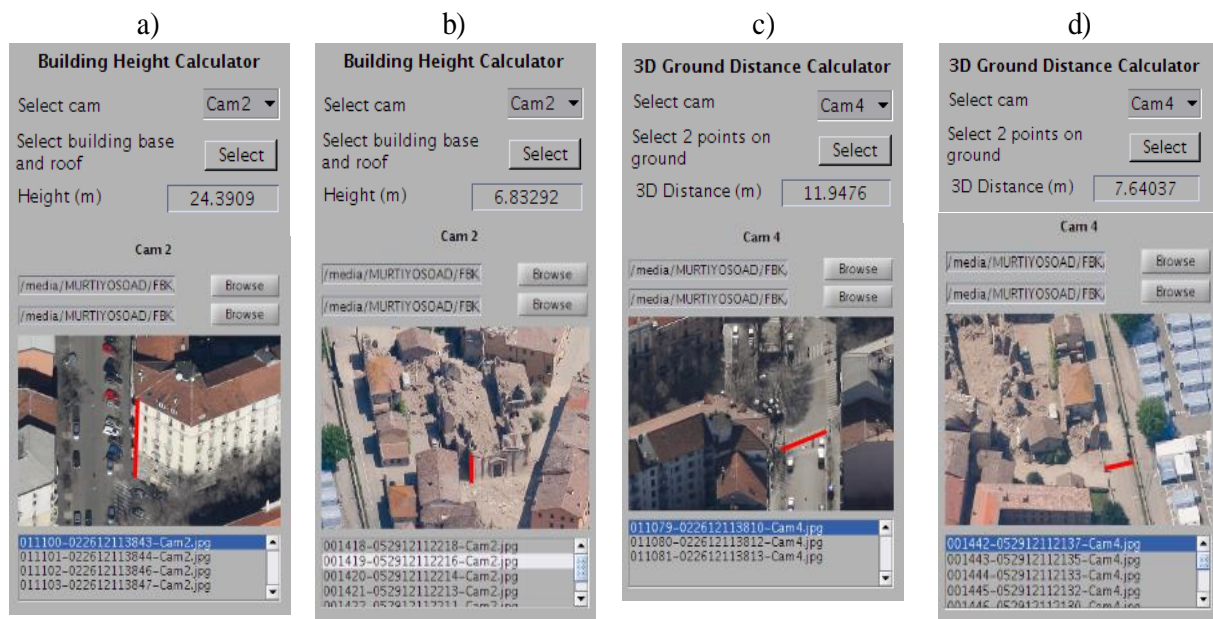 a)
Building Height Calculator
Select cam
Cam2
Select building base
and roof
Select
Height (m)
24.3909
Cam 2
/media/MURTIYOSOAD/FBK,
Browse
/media/MURTIYOSOAD/FBK,
Browse
011100-022612113843-Cam2.jpg
011101-022612113844-Cam2.jpg
011102-022612113846-Cam2.jpg
011103-022612113847-Cam2.jpg
b)
Building Height Calculator
Select cam
Cam2
Select building base
and roof
Select
Height (m)
6.83292
Cam 2
/media/MURTIYOSOAD/FBK,
Browse
/media/MURTIYOSOAD/FBK,
Browse
001418-052912112218-Cam2.jpg
001419-052912112216-Cam2.jpg
001420-052912112214-Cam2.jpg
001421-052912112213-Cam2.jpg
001422-052912112211-Cam2.jpg
c)
3D Ground Distance Calculator
Select cam
Cam4
Select 2 points on
ground
Select
3D Distance (m)
11.9476
Cam 4
/media/MURTIYOSOAD/FBK,
Browse
/media/MURTIYOSOAD/FBK,
Browse
011079-022612113810-Cam4.jpg
011080-022612113812-Cam4.jpg
011081-022612113813-Cam4.jpg
d)
3D Ground Distance Calculator
Select cam
Cam4
Select 2 points on
ground
Select
3D Distance (m)
7.64037
Cam 4
/media/MURTIYOSOAD/FBK,
Browse
/media/MURTIYOSOAD/FBK,
Browse
001442-052912112137-Cam4.jpg
001443-052912112135-Cam4.jpg
001444-052912112133-Cam4.jpg
001445-052912112132-Cam4.jpg
001446-052912112130-Cam4.jpg